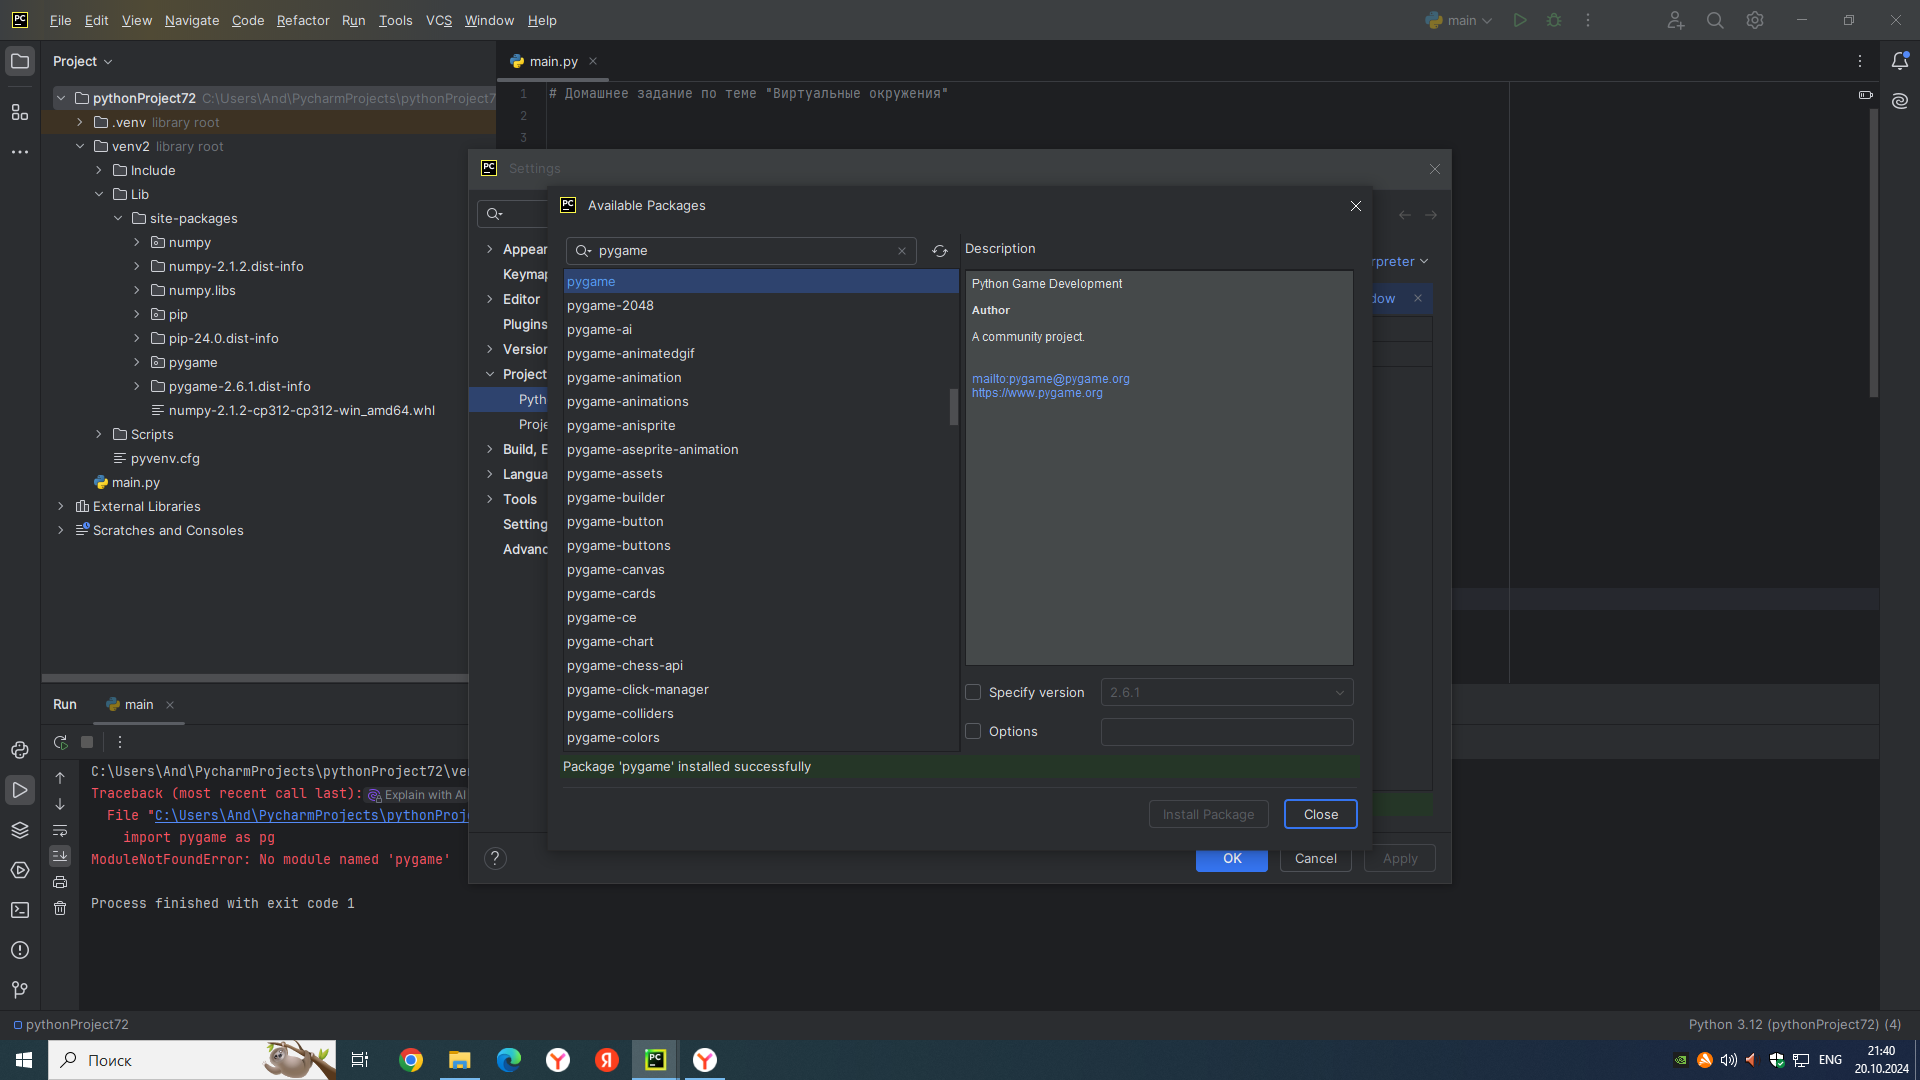 File Edit View Navigate Code Refactor Run Tools VCS Window Help
main
Project
main.py
pythonProject72 C:\Users\And\PycharmProjects\pythonProject7
.venv library root
venv2 library root
Include
Lib
site-packages
numpy
numpy-2.1.2.dist-info
numpy.libs
pip
pip-24.0.dist-info
pygame
pygame-2.6.1.dist-info
numpy-2.1.2-cp312-cp312-win_amd64.whl
Scripts
pyvenv.cfg
main.py
External Libraries
Scratches and Consoles
1 # Домашнее задание по теме "Виртуальные окружения"
2
3
Settings
Appear
Keymap
Editor
Plugins
Version
Project
Pyth
Proje
Build, E
Langua
Tools
Setting
Advanc
rpreter
dow
Available Packages
pygame
pygame
pygame-2048
pygame-ai
pygame-animatedgif
pygame-animation
pygame-animations
pygame-anisprite
pygame-aseprite-animation
pygame-assets
pygame-builder
pygame-button
pygame-buttons
pygame-canvas
pygame-cards
pygame-ce
pygame-chart
pygame-chess-api
pygame-click-manager
pygame-colliders
pygame-colors
Description
Python Game Development
Author
A community project.
mailto:pygame@pygame.org
https://www.pygame.org
Specify version 2.6.1
Options
Package 'pygame' installed successfully
Install Package Close
? OK Cancel Apply
Run main
C:\Users\And\PycharmProjects\pythonProject72\ve
Traceback (most recent call last): Explain with AI
File "C:\Users\And\PycharmProjects\pythonProj
import pygame as pg
ModuleNotFoundError: No module named 'pygame'
Process finished with exit code 1
pythonProject72
Python 3.12 (pythonProject72) (4)
Поиск
ENG
21:40
20.10.2024